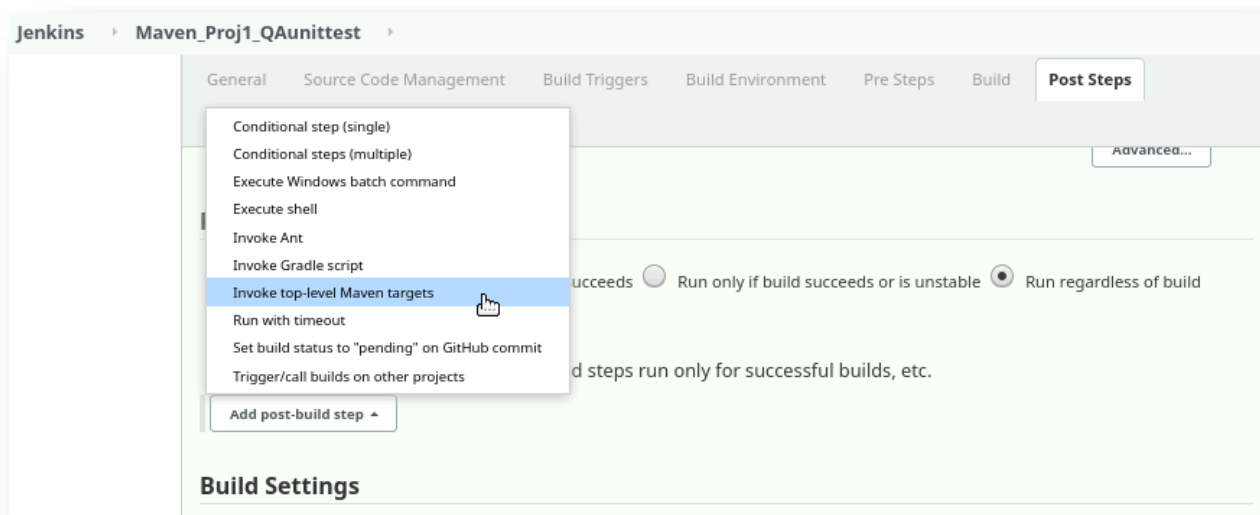 Jenkins Maven_Proj1_QAunittest
General Source Code Management Build Triggers Build Environment Pre Steps Build Post Steps
Conditional step (single)
Conditional steps (multiple)
Advanced...
Execute Windows batch command
Execute shell
Invoke Ant
Invoke Gradle script
ucceeds Run only if build succeeds or is unstable Run regardless of build
Invoke top-level Maven targets
Run with timeout
Set build status to "pending" on GitHub commit
d steps run only for successful builds, etc.
Trigger/call builds on other projects
Add post-build step
Build Settings